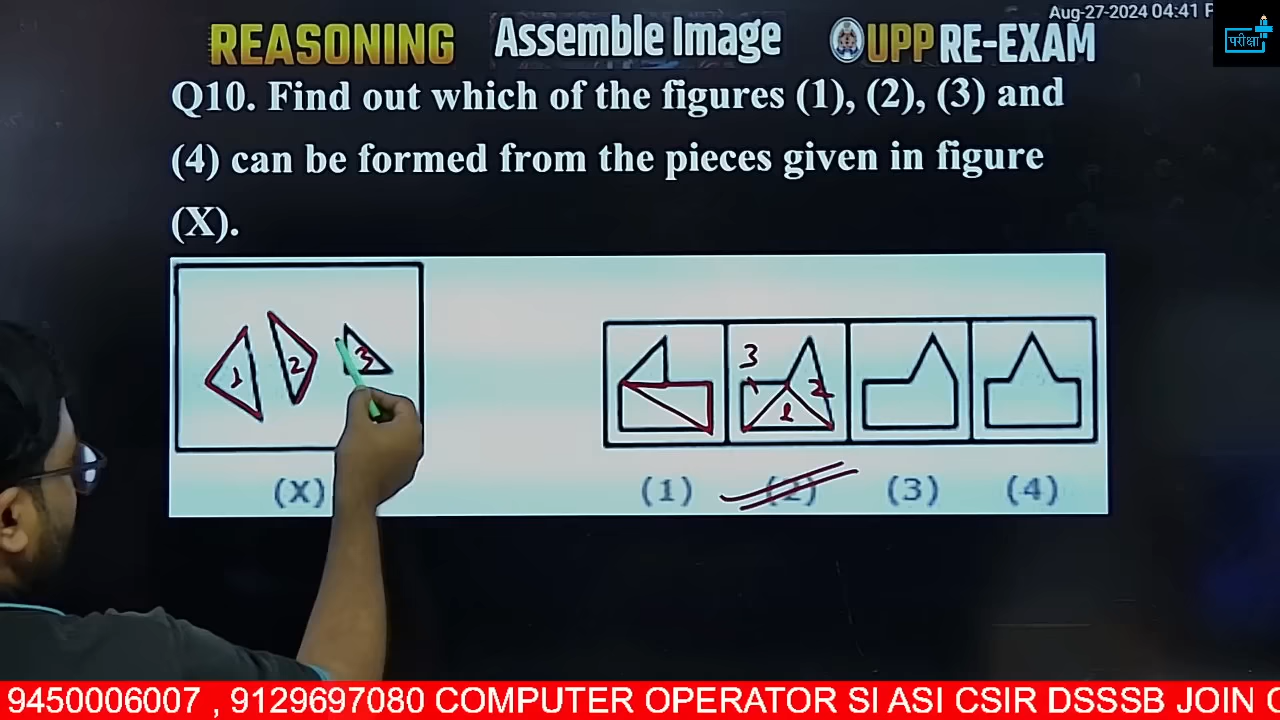 Aug-27-2024 04:41 P
परीक्षा
REASONING Assemble Image UPP RE-EXAM
Q10. Find out which of the figures (1), (2), (3) and
(4) can be formed from the pieces given in figure
(X).
1 2 3
3 2 1
(X) (1) (2) (3) (4)
9450006007 , 9129697080 COMPUTER OPERATOR SI ASI CSIR DSSSB JOIN C